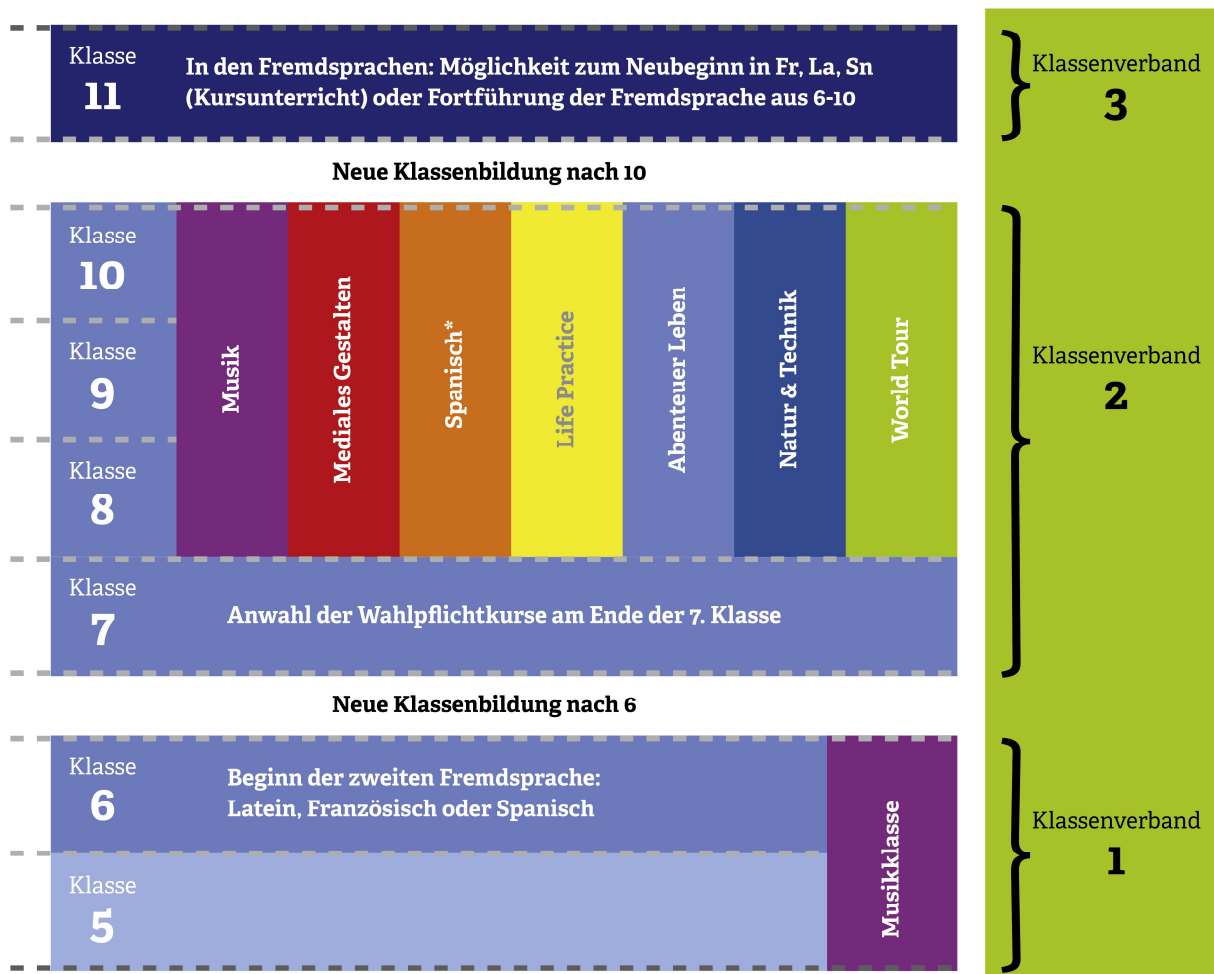 Klasse
11
In den Fremdsprachen: Möglichkeit zum Neubeginn in Fr, La, Sn
(Kursunterricht) oder Fortführung der Fremdsprache aus 6-10
Klassenverband
3
Neue Klassenbildung nach 10
Klasse
10
Klasse
9
Klasse
8
Musik
Mediales Gestalten
Spanisch*
Life Practice
Abenteuer Leben
Natur & Technik
World Tour
Klassenverband
2
Klasse
7
Anwahl der Wahlpflichtkurse am Ende der 7. Klasse
Neue Klassenbildung nach 6
Klasse
6
Beginn der zweiten Fremdsprache:
Latein, Französisch oder Spanisch
Klasse
5
Musikklasse
Klassenverband
1